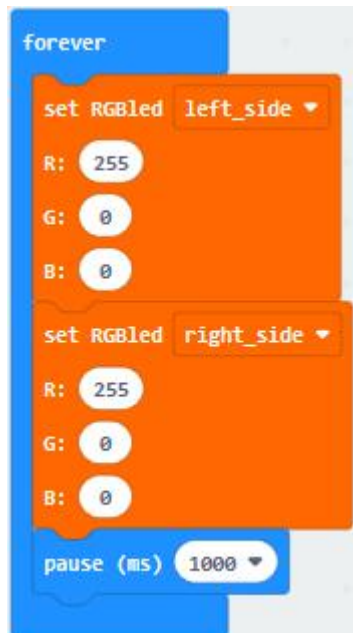 forever
set RGBled left_side
R: 255
G: 0
B: 0
set RGBled right_side
R: 255
G: 0
B: 0
pause (ms) 1000